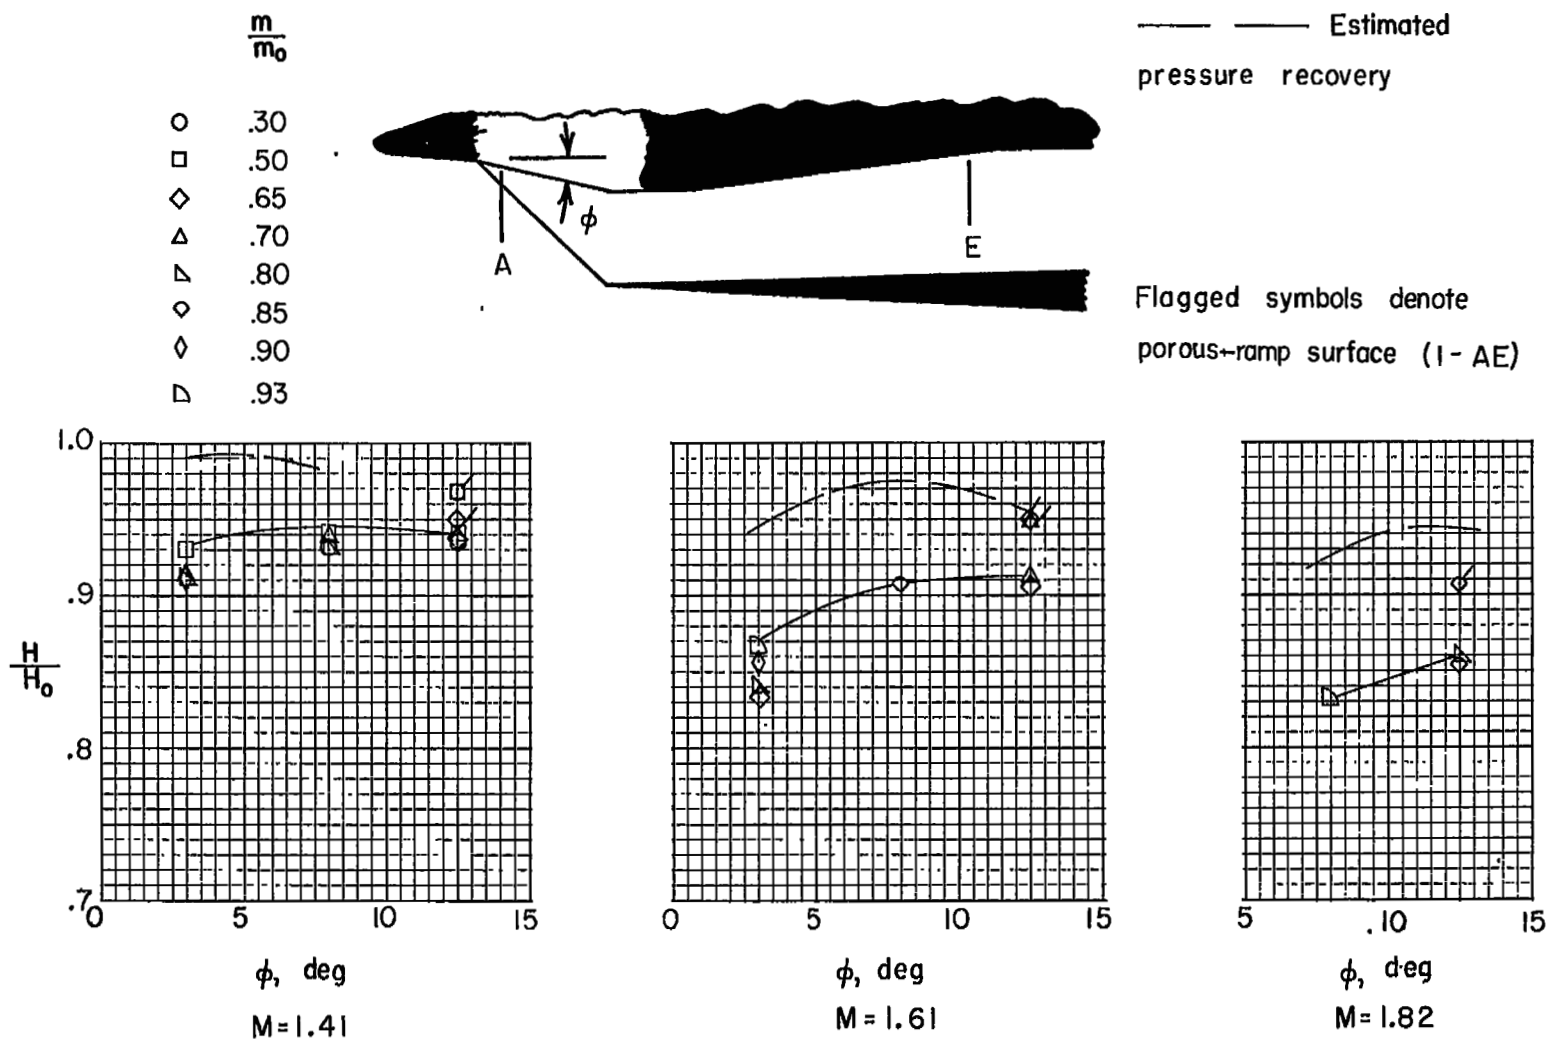 m
m₀
.30
.50
.65
.70
.80
.85
.90
.93
Estimated
pressure recovery
φ
A
E
Flagged symbols denote
porous-ramp surface (1-AE)
H
H₀
1.0
.9
.8
.7
0 5 10 15
φ, deg
M=1.41
0 5 10 15
φ, deg
M=1.61
5 .10 15
φ, deg
M=1.82